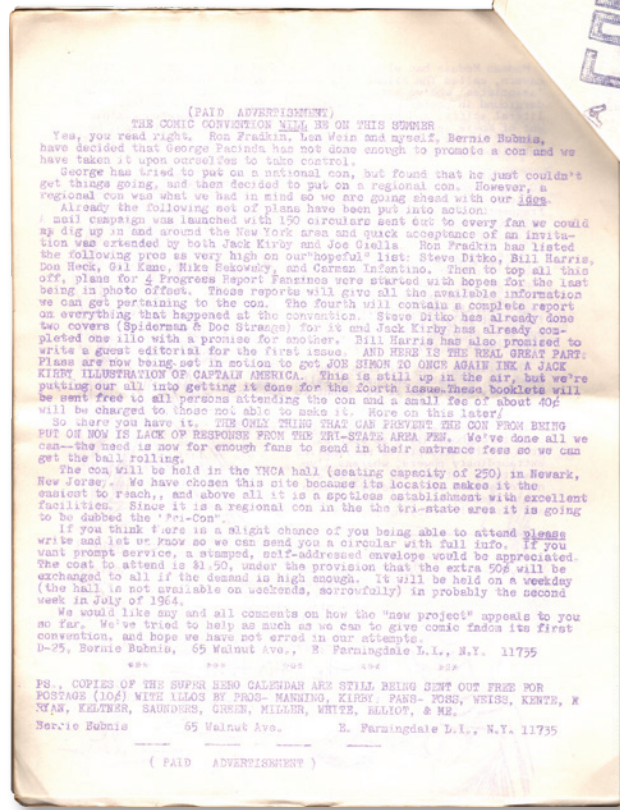 (PAID ADVERTISEMENT)
THE COMIC CONVENTION WILL BE ON THIS SUMMER
Yes, you read right. Ron Fradkin, Len Wein and myself, Bernie Bubnis,
have decided that George Pacinda has not done enough to promote a con and we
have taken it upon ourselfes to take control.
George has tried to put on a national con, but found that he just couldn't
get things going, and then decided to put on a regional con. However, a
regional con was what we had in mind so we are going ahead with our idea.
Already the following set of plans have been put into action:
A mail campaign was launched with 150 circulars sent out to every fan we could
dig up in and around the New York area and quick acceptance of an invita-
tion was extended by both Jack Kirby and Joe Giella Ron Fradkin has listed
the following pros as very high on our "hopeful" list: Steve Ditko, Bill Harris,
Don Heck, Gil Kane, Mike Sekowsky, and Carmen Infantino. Then to top all this
off, plans for 4 Progress Report Fanzines were started with hopes for the last
being in photo offset. These reports will give all the available information
we can get pertaining to the con. The fourth will contain a complete report
on everything that happened at the convention. Steve Ditko has already done
two covers (Spiderman & Doc Strange) for it and Jack Kirby has already com-
pleted one illo with a promise for another. Bill Harris has also promised to
write a guest editorial for the first issue. AND HERE IS THE REAL GREAT PART:
Plans are now being set in motion to get JOE SIMON TO ONCE AGAIN INK A JACK
KIRBY ILLUSTRATION OF CAPTAIN AMERICA. This is still up in the air, but we're
putting our all into getting it done for the fourth issue. These booklets will
be sent free to all persons attending the con and a small fee of about 40¢
will be charged to those not able to make it. More on this later/
So there you have it. THE ONLY THING THAT CAN PREVENT THE CON FROM BEING
PUT ON NOW IS LACK OF RESPONSE FROM THE TRI-STATE AREA FEN. We've done all we
can--the need is now for enough fans to send in their entrance fees so we can
get the ball rolling.
The con will be held in the YMCA hall (seating capacity of 250) in Newark,
New Jersey. We have chosen this site because its location makes it the
easiest to reach,, and above all it is a spotless establishment with excellent
facilities. Since it is a regional con in the the tri-state area it is going
to be dubbed the "Tri-Con".
If you think there is a slight chance of you being able to attend please
write and let us know so we can send you a circular with full info. If you
want prompt service, a stamped, self-addressed envelope would be appreciated.
The cost to attend is $1.50, under the provision that the extra 50¢ will be
exchanged to all if the demand is high enough. It will be held on a weekday
(the hall is not available on weekends, sorrowfully) in probably the second
week in July of 1964.
We would like any and all comments on how the "new project" appeals to you
so far. We've tried to help as much as we can to give comic fadom its first
convention, and hope we have not erred in our attempts.
D-25, Bernie Bubnis, 65 Walnut Ave., E. Farmingdale L.I., N.Y. 11735
PS., COPIES OF THE SUPER HERO CALENDAR ARE STILL BEING SENT OUT FREE FOR
POSTAGE (10¢) WITH ILLOS BY PROS- MANNING, KIRBY: FANS- FOSS, WEISS, KENTE, R
RYAN, KELTNER, SAUNDERS, GREEN, MILLER, WHITE, ELLIOT, & ME.
Bernie Bubnis 65 Walnut Ave. E. Farmingdale L.I., N.Y. 11735
( PAID ADVERTISEMENT )